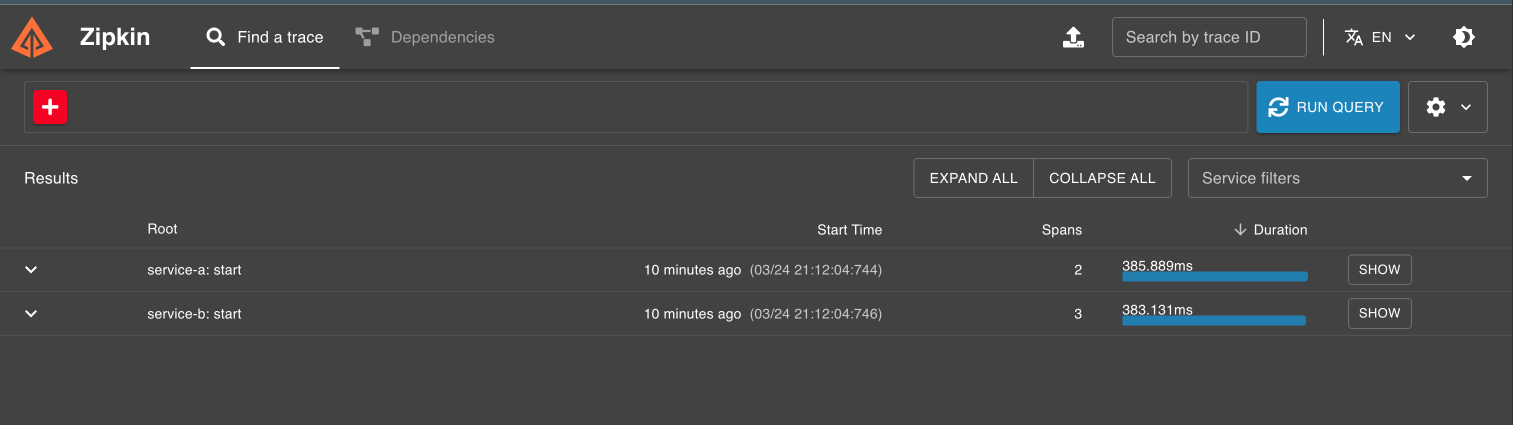 Zipkin Find a trace Dependencies Search by trace ID EN
RUN QUERY
Results EXPAND ALL COLLAPSE ALL Service filters
Root Start Time Spans Duration
service-a: start 10 minutes ago (03/24 21:12:04:744) 2 385.889ms SHOW
service-b: start 10 minutes ago (03/24 21:12:04:746) 3 383.131ms SHOW